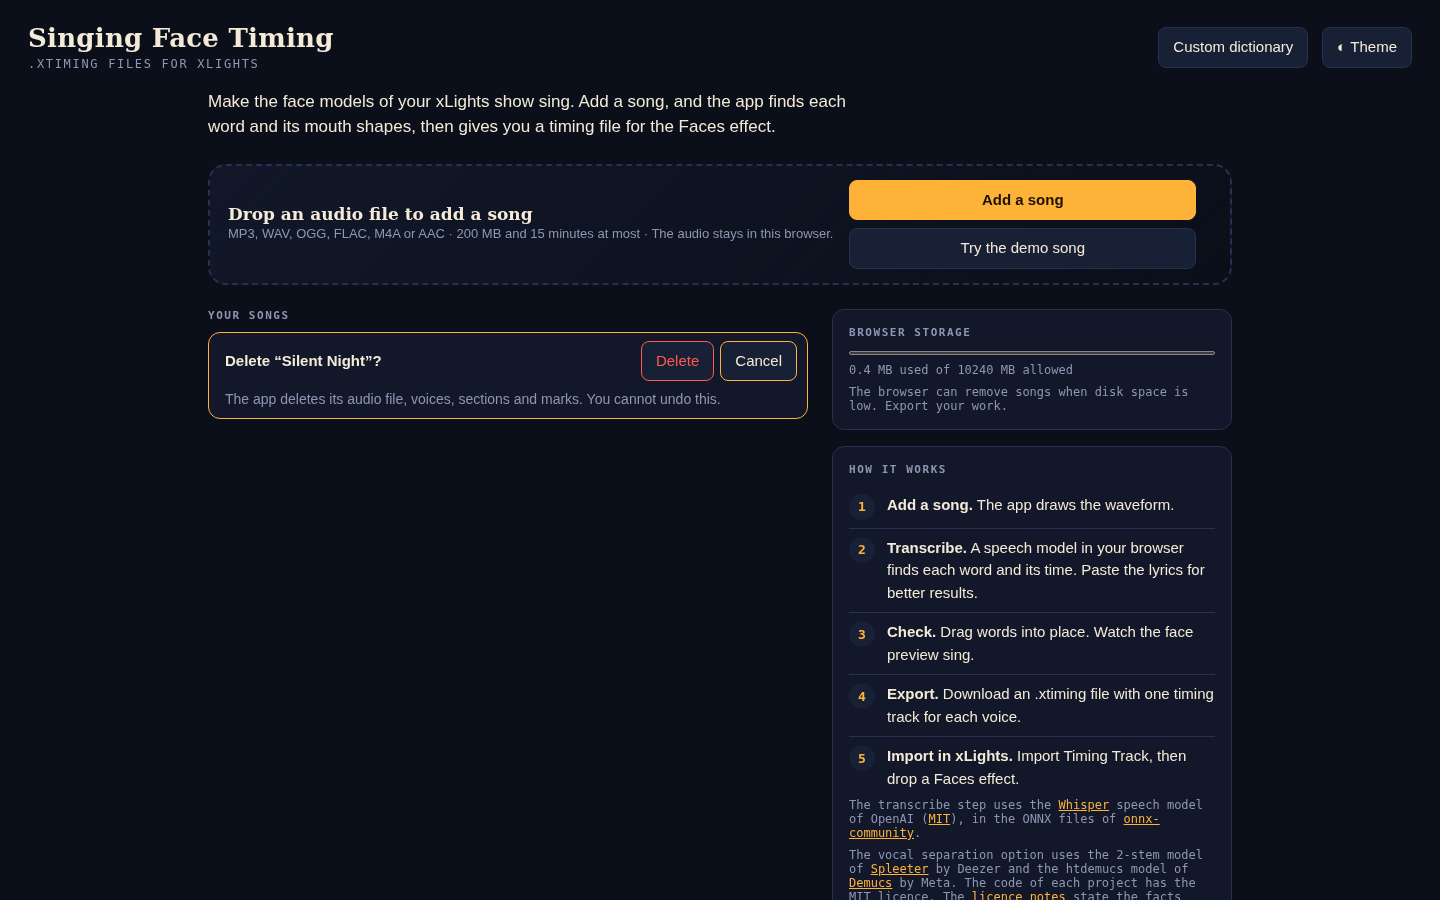 Singing Face Timing
.XTIMING FILES FOR XLIGHTS
Custom dictionary
Theme
Make the face models of your xLights show sing. Add a song, and the app finds each
word and its mouth shapes, then gives you a timing file for the Faces effect.
Drop an audio file to add a song
MP3, WAV, OGG, FLAC, M4A or AAC · 200 MB and 15 minutes at most · The audio stays in this browser.
Add a song
Try the demo song
YOUR SONGS
Delete “Silent Night”?
Delete
Cancel
The app deletes its audio file, voices, sections and marks. You cannot undo this.
BROWSER STORAGE
0.4 MB used of 10240 MB allowed
The browser can remove songs when disk space is
low. Export your work.
HOW IT WORKS
1 Add a song. The app draws the waveform.
2 Transcribe. A speech model in your browser
finds each word and its time. Paste the lyrics for
better results.
3 Check. Drag words into place. Watch the face
preview sing.
4 Export. Download an .xtiming file with one timing
track for each voice.
5 Import in xLights. Import Timing Track, then
drop a Faces effect.
The transcribe step uses the Whisper speech model
of OpenAI (MIT), in the ONNX files of onnx-
community.
The vocal separation option uses the 2-stem model
of Spleeter by Deezer and the htdemucs model of
Demucs by Meta. The code of each project has the
MIT licence. The licence notes state the facts